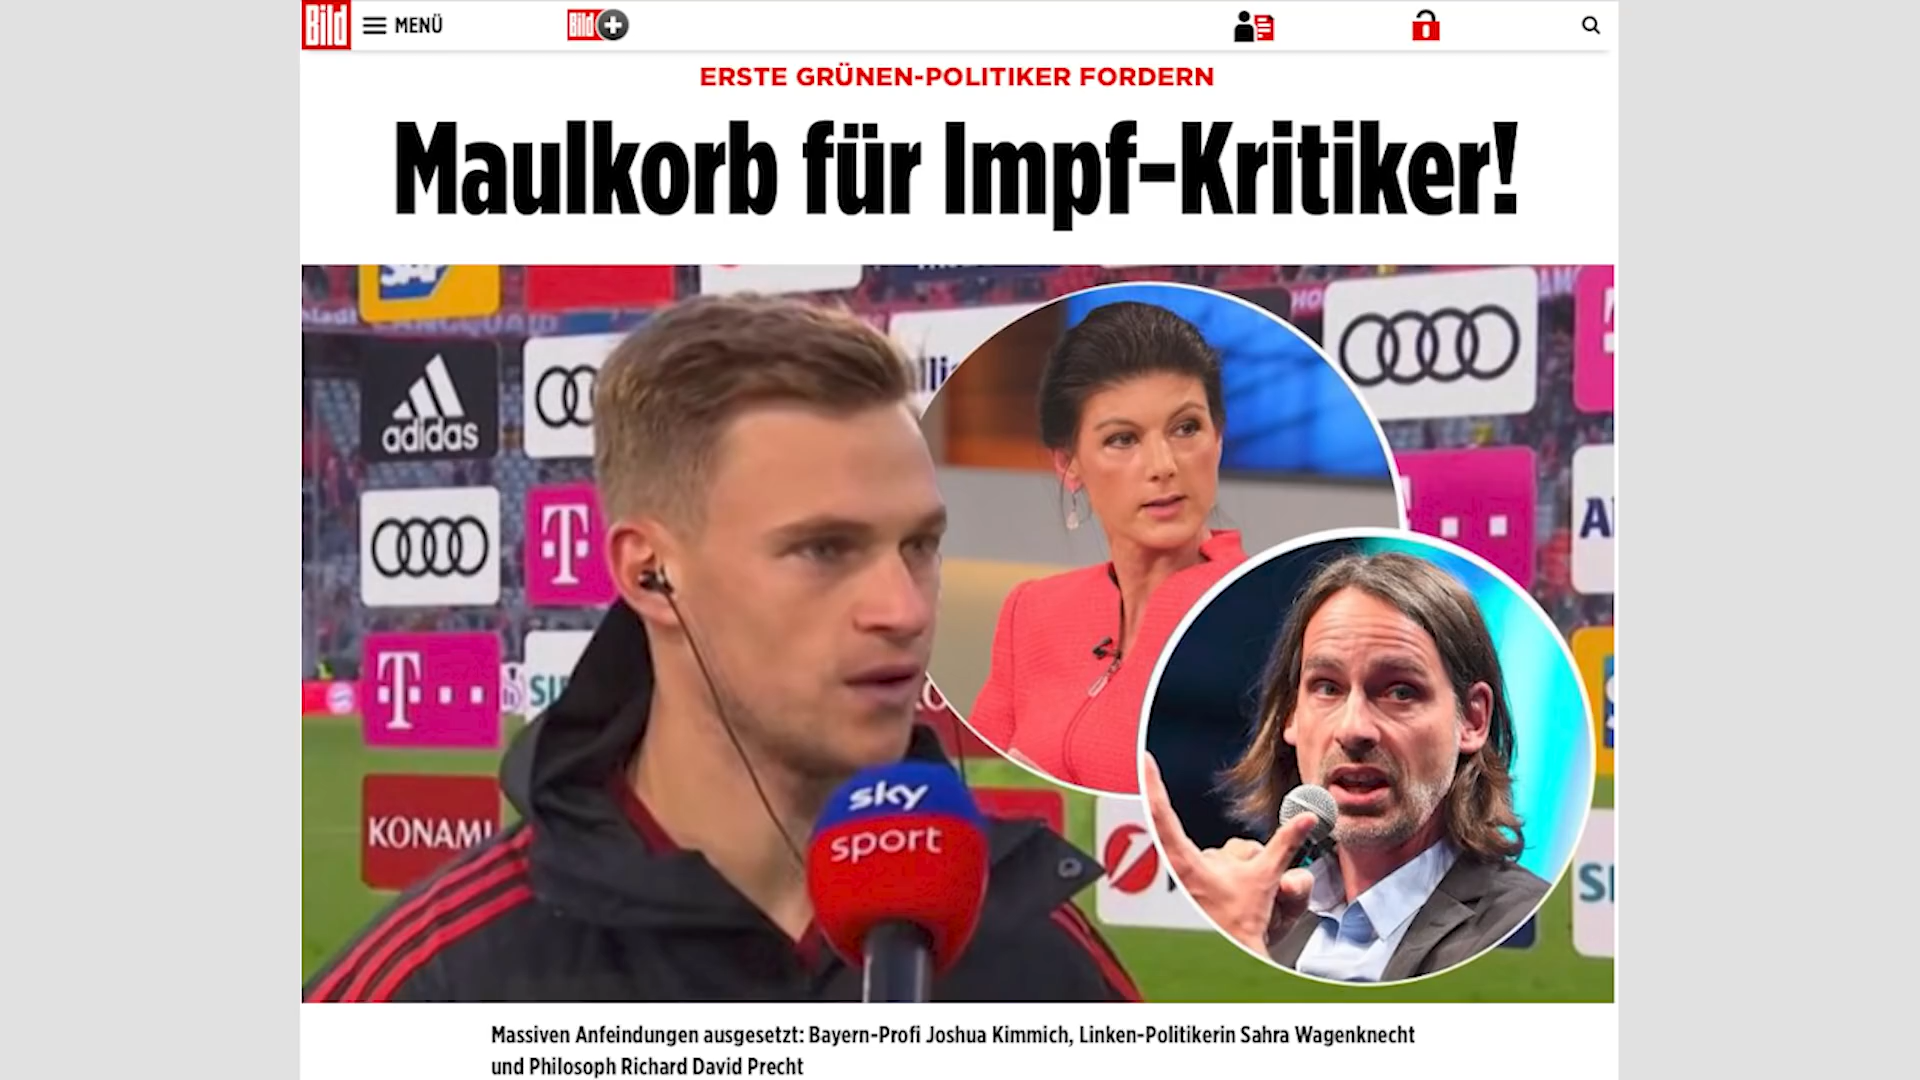 Bild
MENÜ
Bild+
ERSTE GRÜNEN-POLITIKER FORDERN
Maulkorb für Impf-Kritiker!
SAP
adidas
T
T
KONAMI
sky
sport
Massiven Anfeindungen ausgesetzt: Bayern-Profi Joshua Kimmich, Linken-Politikerin Sahra Wagenknecht
und Philosoph Richard David Precht